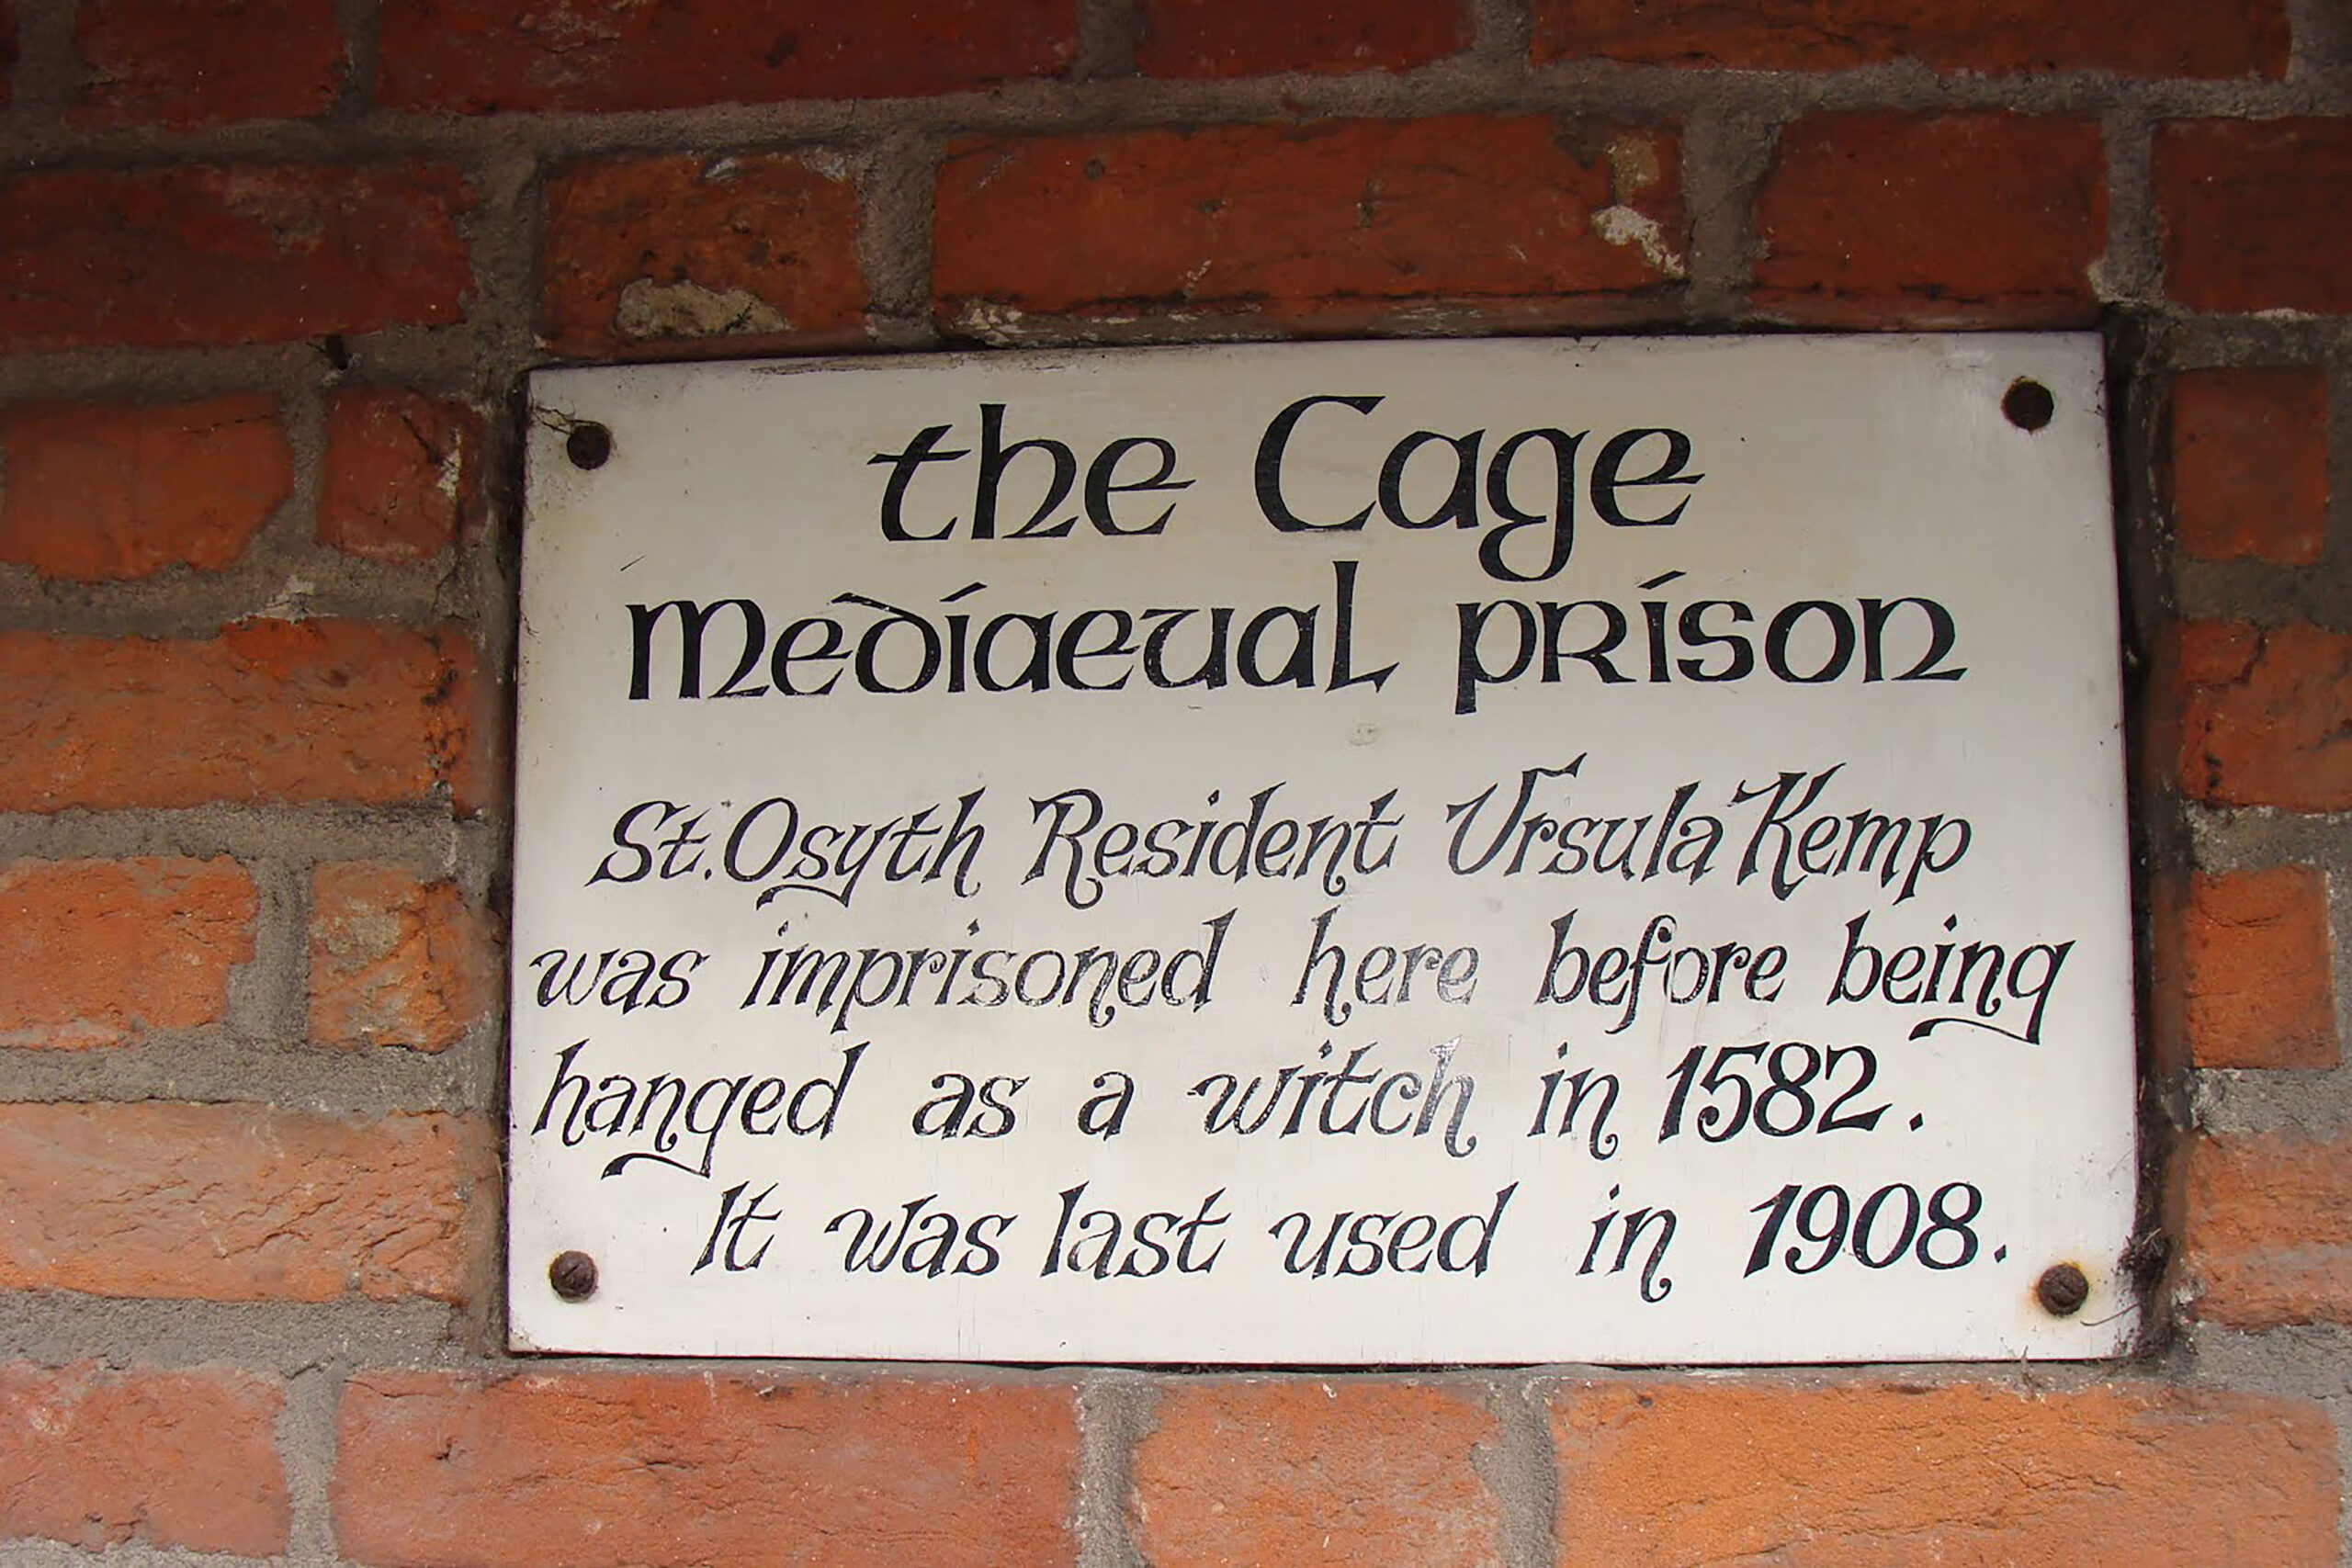 the Cage
Mediaeval prison
St. Osyth Resident Ursula Kemp
was imprisoned here before being
hanged as a witch in 1582.
It was last used in 1908.